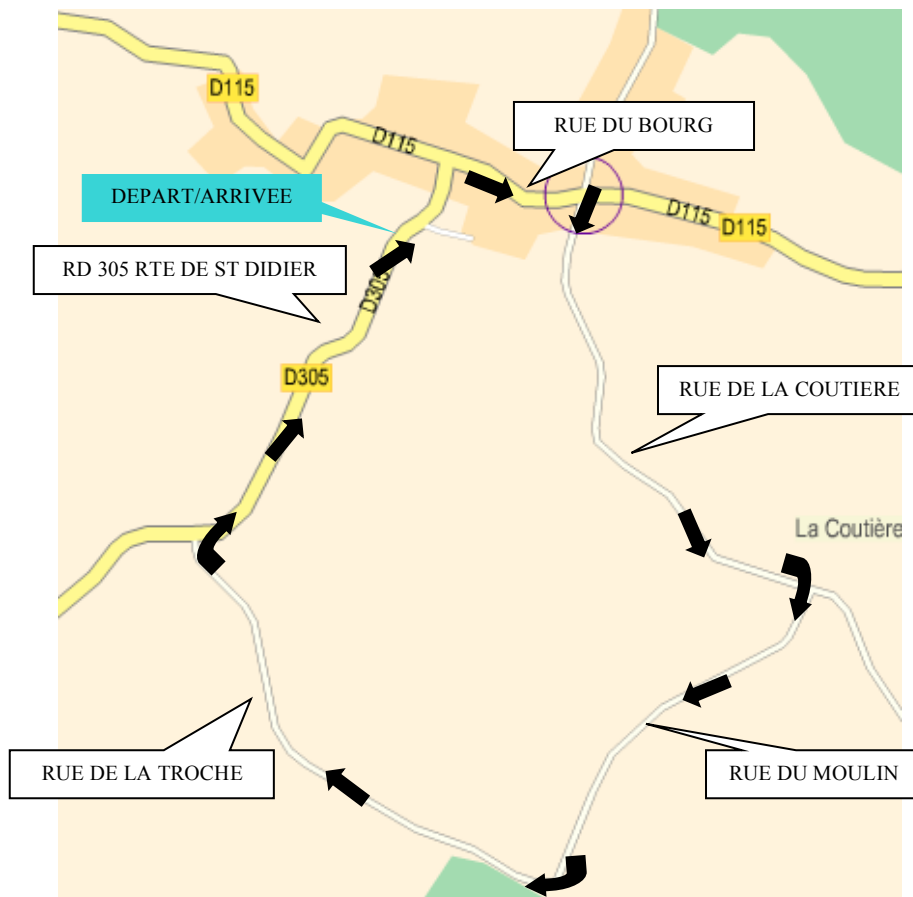 D115
RUE DU BOURG
D115
DEPART/ARRIVEE
D115
D115
RD 305 RTE DE ST DIDIER
D305
D305
RUE DE LA COUTIERE
La Coutière
RUE DE LA TROCHE
RUE DU MOULIN